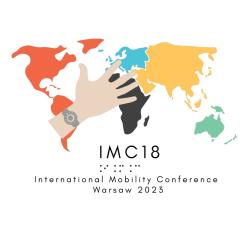 IMC18
International Mobility Conference
Warsaw 2023